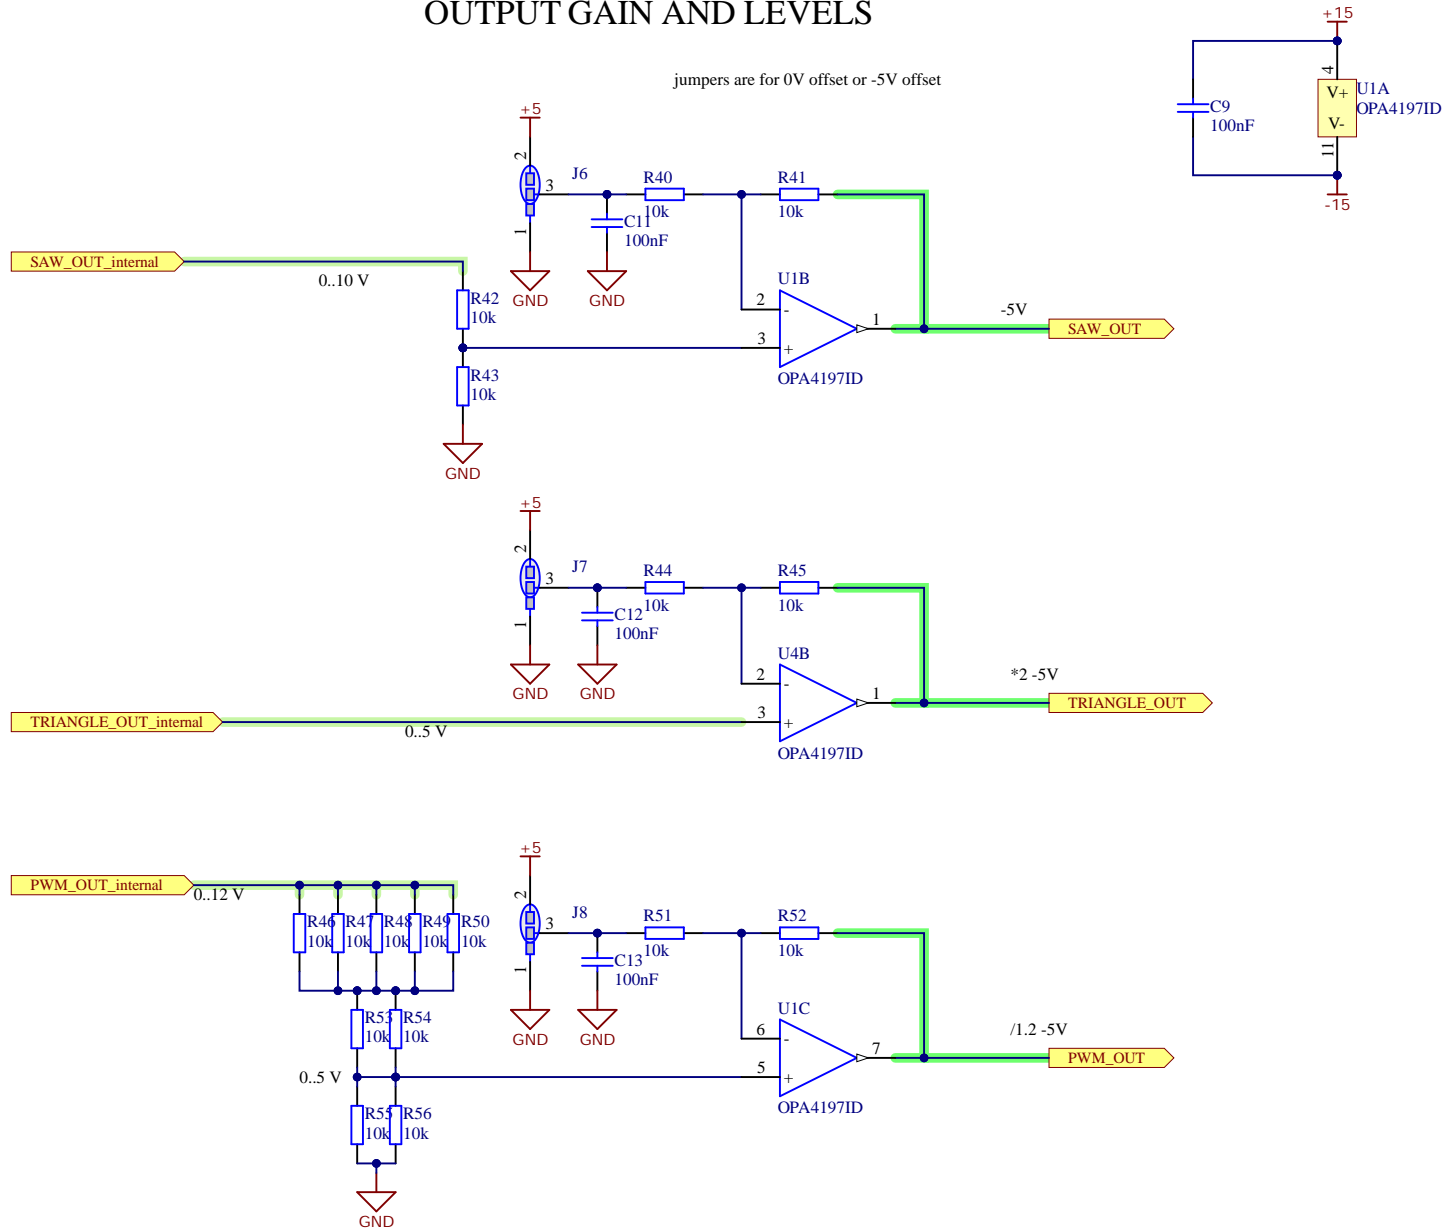 OUTPUT GAIN AND LEVELS
jumpers are for 0V offset or -5V offset
+15
4
V+
V-
11
U1A
OPA4197ID
C9
100nF
-15
+5
2
3
1
J6
GND
C11
100nF
GND
R40
10k
R41
10k
SAW_OUT_internal
0..10 V
R42
10k
R43
10k
GND
U1B
2
-
3
+
1
OPA4197ID
-5V
SAW_OUT
+5
2
3
1
J7
GND
C12
100nF
GND
R44
10k
R45
10k
U4B
2
-
3
+
1
OPA4197ID
*2 -5V
TRIANGLE_OUT
TRIANGLE_OUT_internal
0..5 V
+5
2
3
1
J8
GND
C13
100nF
GND
R51
10k
R52
10k
PWM_OUT_internal
0..12 V
R46
10k
R47
10k
R48
10k
R49
10k
R50
10k
R53
10k
R54
10k
0..5 V
R55
10k
R56
10k
GND
U1C
6
-
5
+
7
OPA4197ID
/1.2 -5V
PWM_OUT